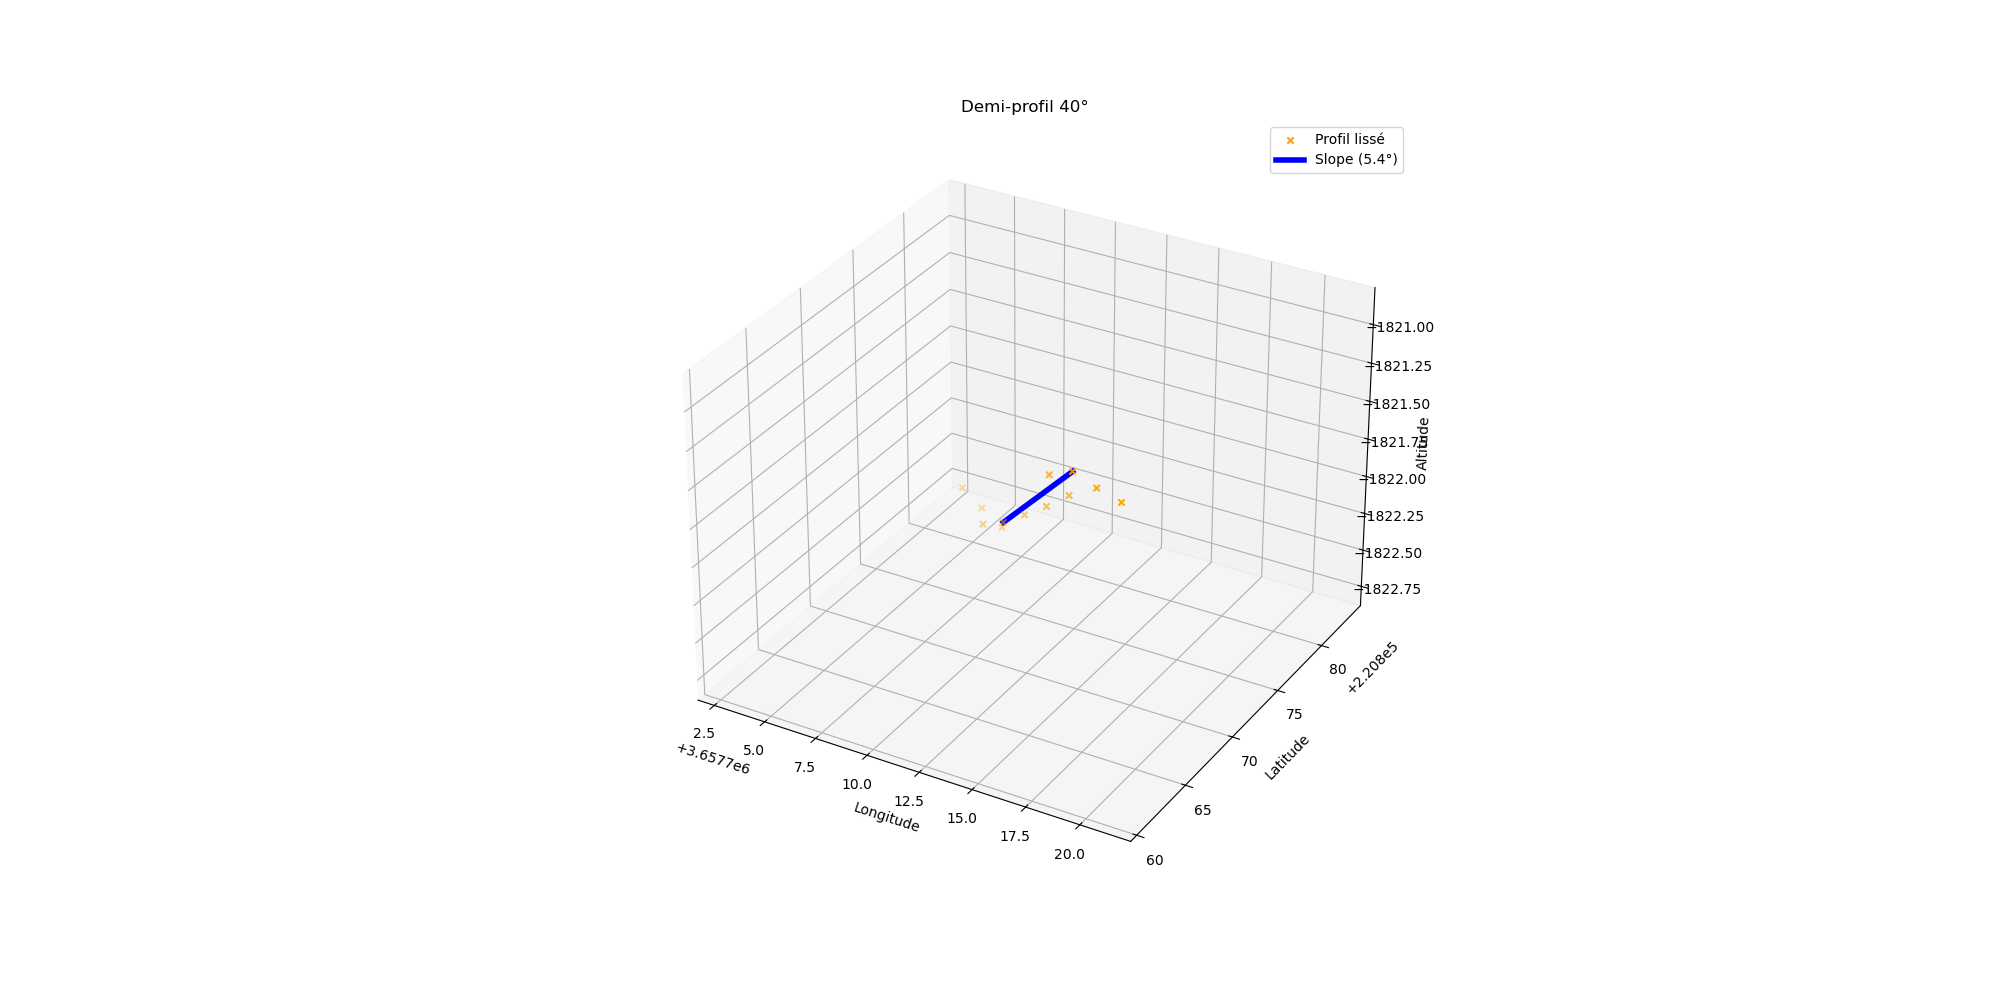 Demi-profil 40°
Profil lissé
Slope (5.4°)
−1821.00
−1821.25
−1821.50
−1821.75
−1822.00
−1822.25
−1822.50
−1822.75
Altitude
80
75
70
65
60
+2.208e5
Latitude
2.5
5.0
7.5
10.0
12.5
15.0
17.5
20.0
+3.6577e6
Longitude